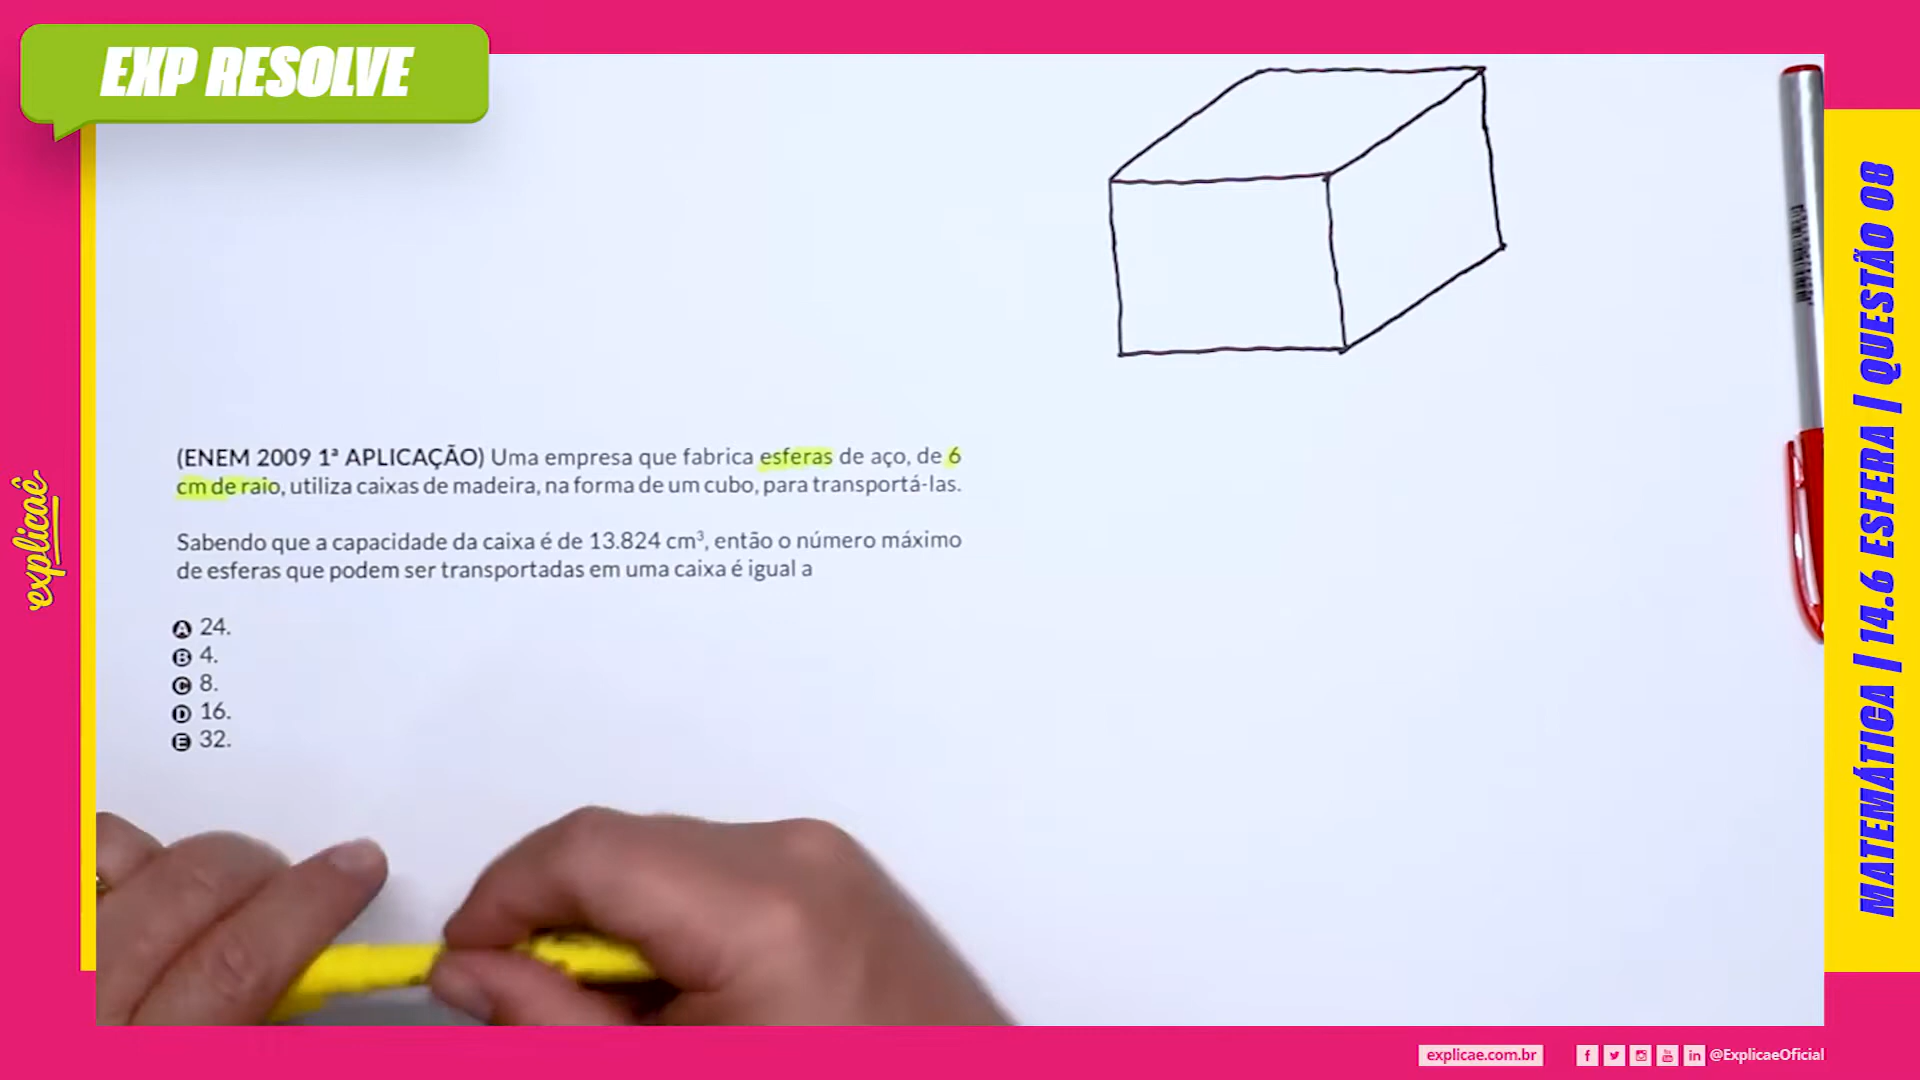 EXP RESOLVE
(ENEM 2009 1ª APLICAÇÃO) Uma empresa que fabrica esferas de aço, de 6
cm de raio, utiliza caixas de madeira, na forma de um cubo, para transportá-las.
Sabendo que a capacidade da caixa é de 13.824 cm³, então o número máximo
de esferas que podem ser transportadas em uma caixa é igual a
A 24.
B 4.
C 8.
D 16.
E 32.
explicaê
MATEMÁTICA | 14.6 ESFERA | QUESTÃO 08
explicae.com.br
@ExplicaeOficial